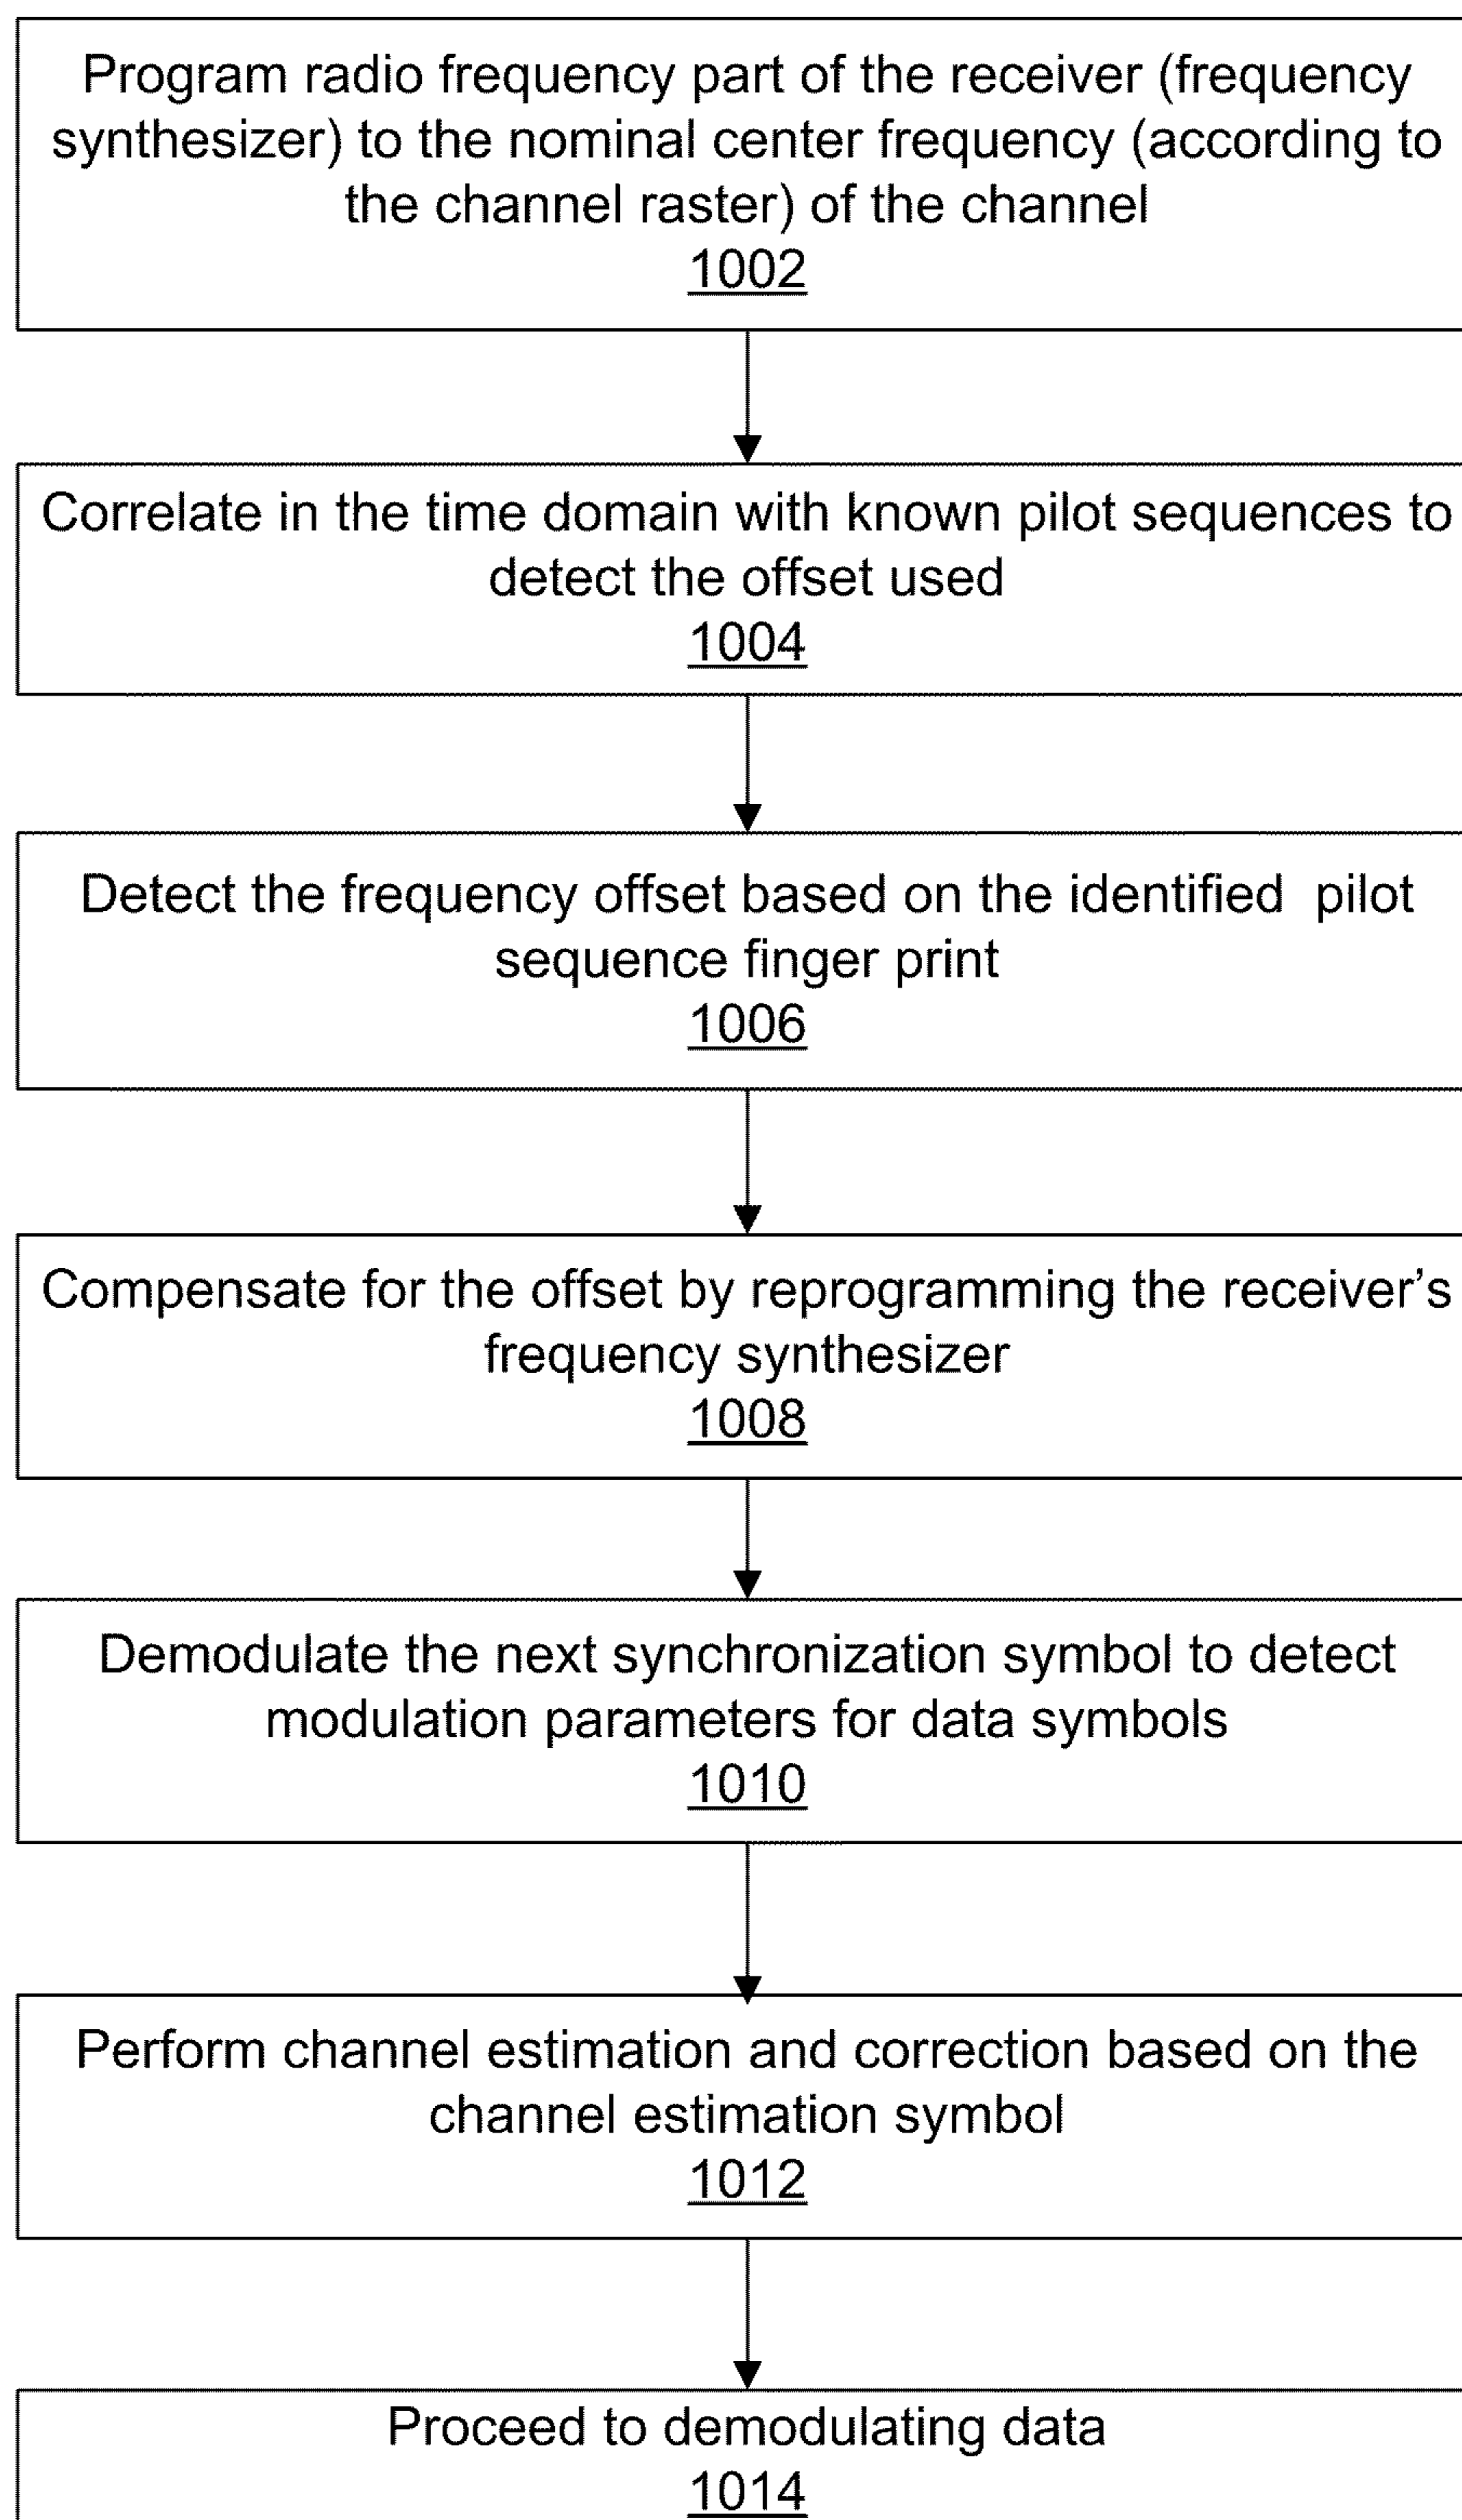 Program radio frequency part of the receiver (frequency
synthesizer) to the nominal center frequency (according to
the channel raster) of the channel
1002
Correlate in the time domain with known pilot sequences to
detect the offset used
1004
Detect the frequency offset based on the identified pilot
sequence finger print
1006
Compensate for the offset by reprogramming the receiver's
frequency synthesizer
1008
Demodulate the next synchronization symbol to detect
modulation parameters for data symbols
1010
Perform channel estimation and correction based on the
channel estimation symbol
1012
Proceed to demodulating data
1014